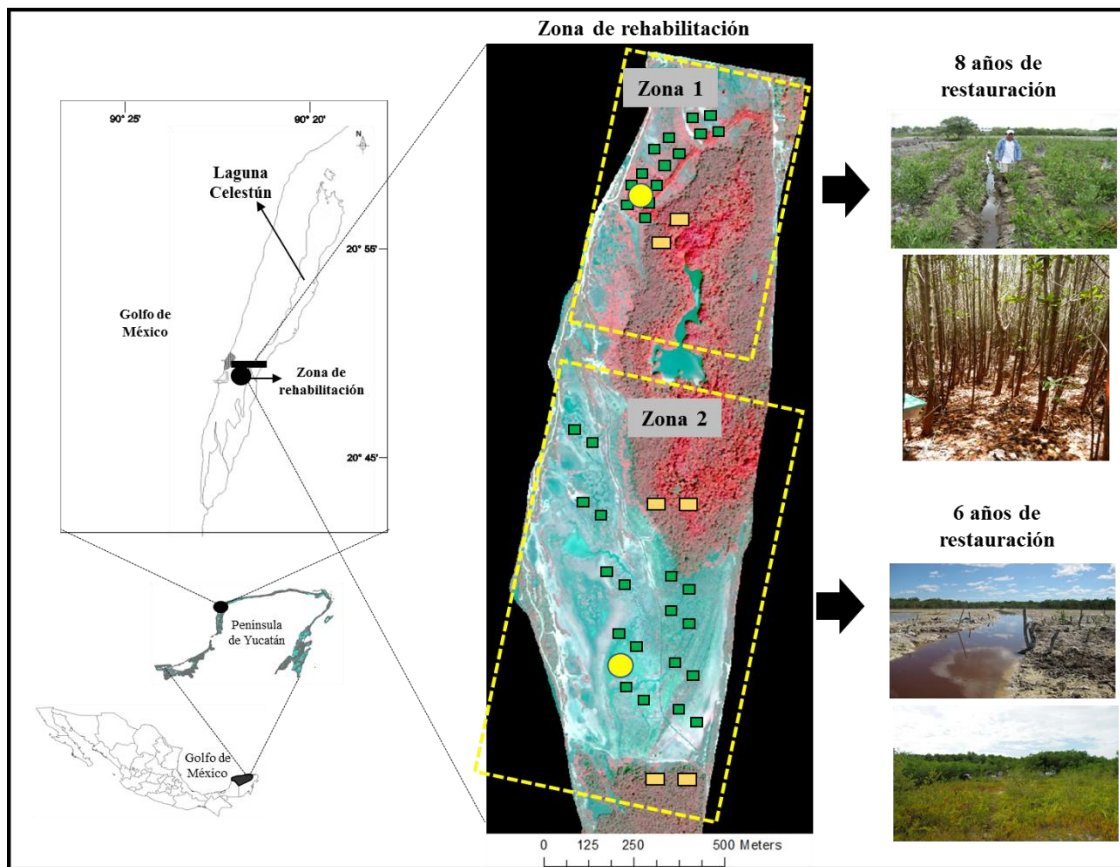 Zona de rehabilitación
90° 25
90° 20
N
Laguna
Celestún
20° 55
Golfo de
México
Zona de
rehabilitación
20° 45
Península
de Yucatán
Golfo de
México
Zona 1
Zona 2
0 125 250 500 Meters
8 años de
restauración
6 años de
restauración